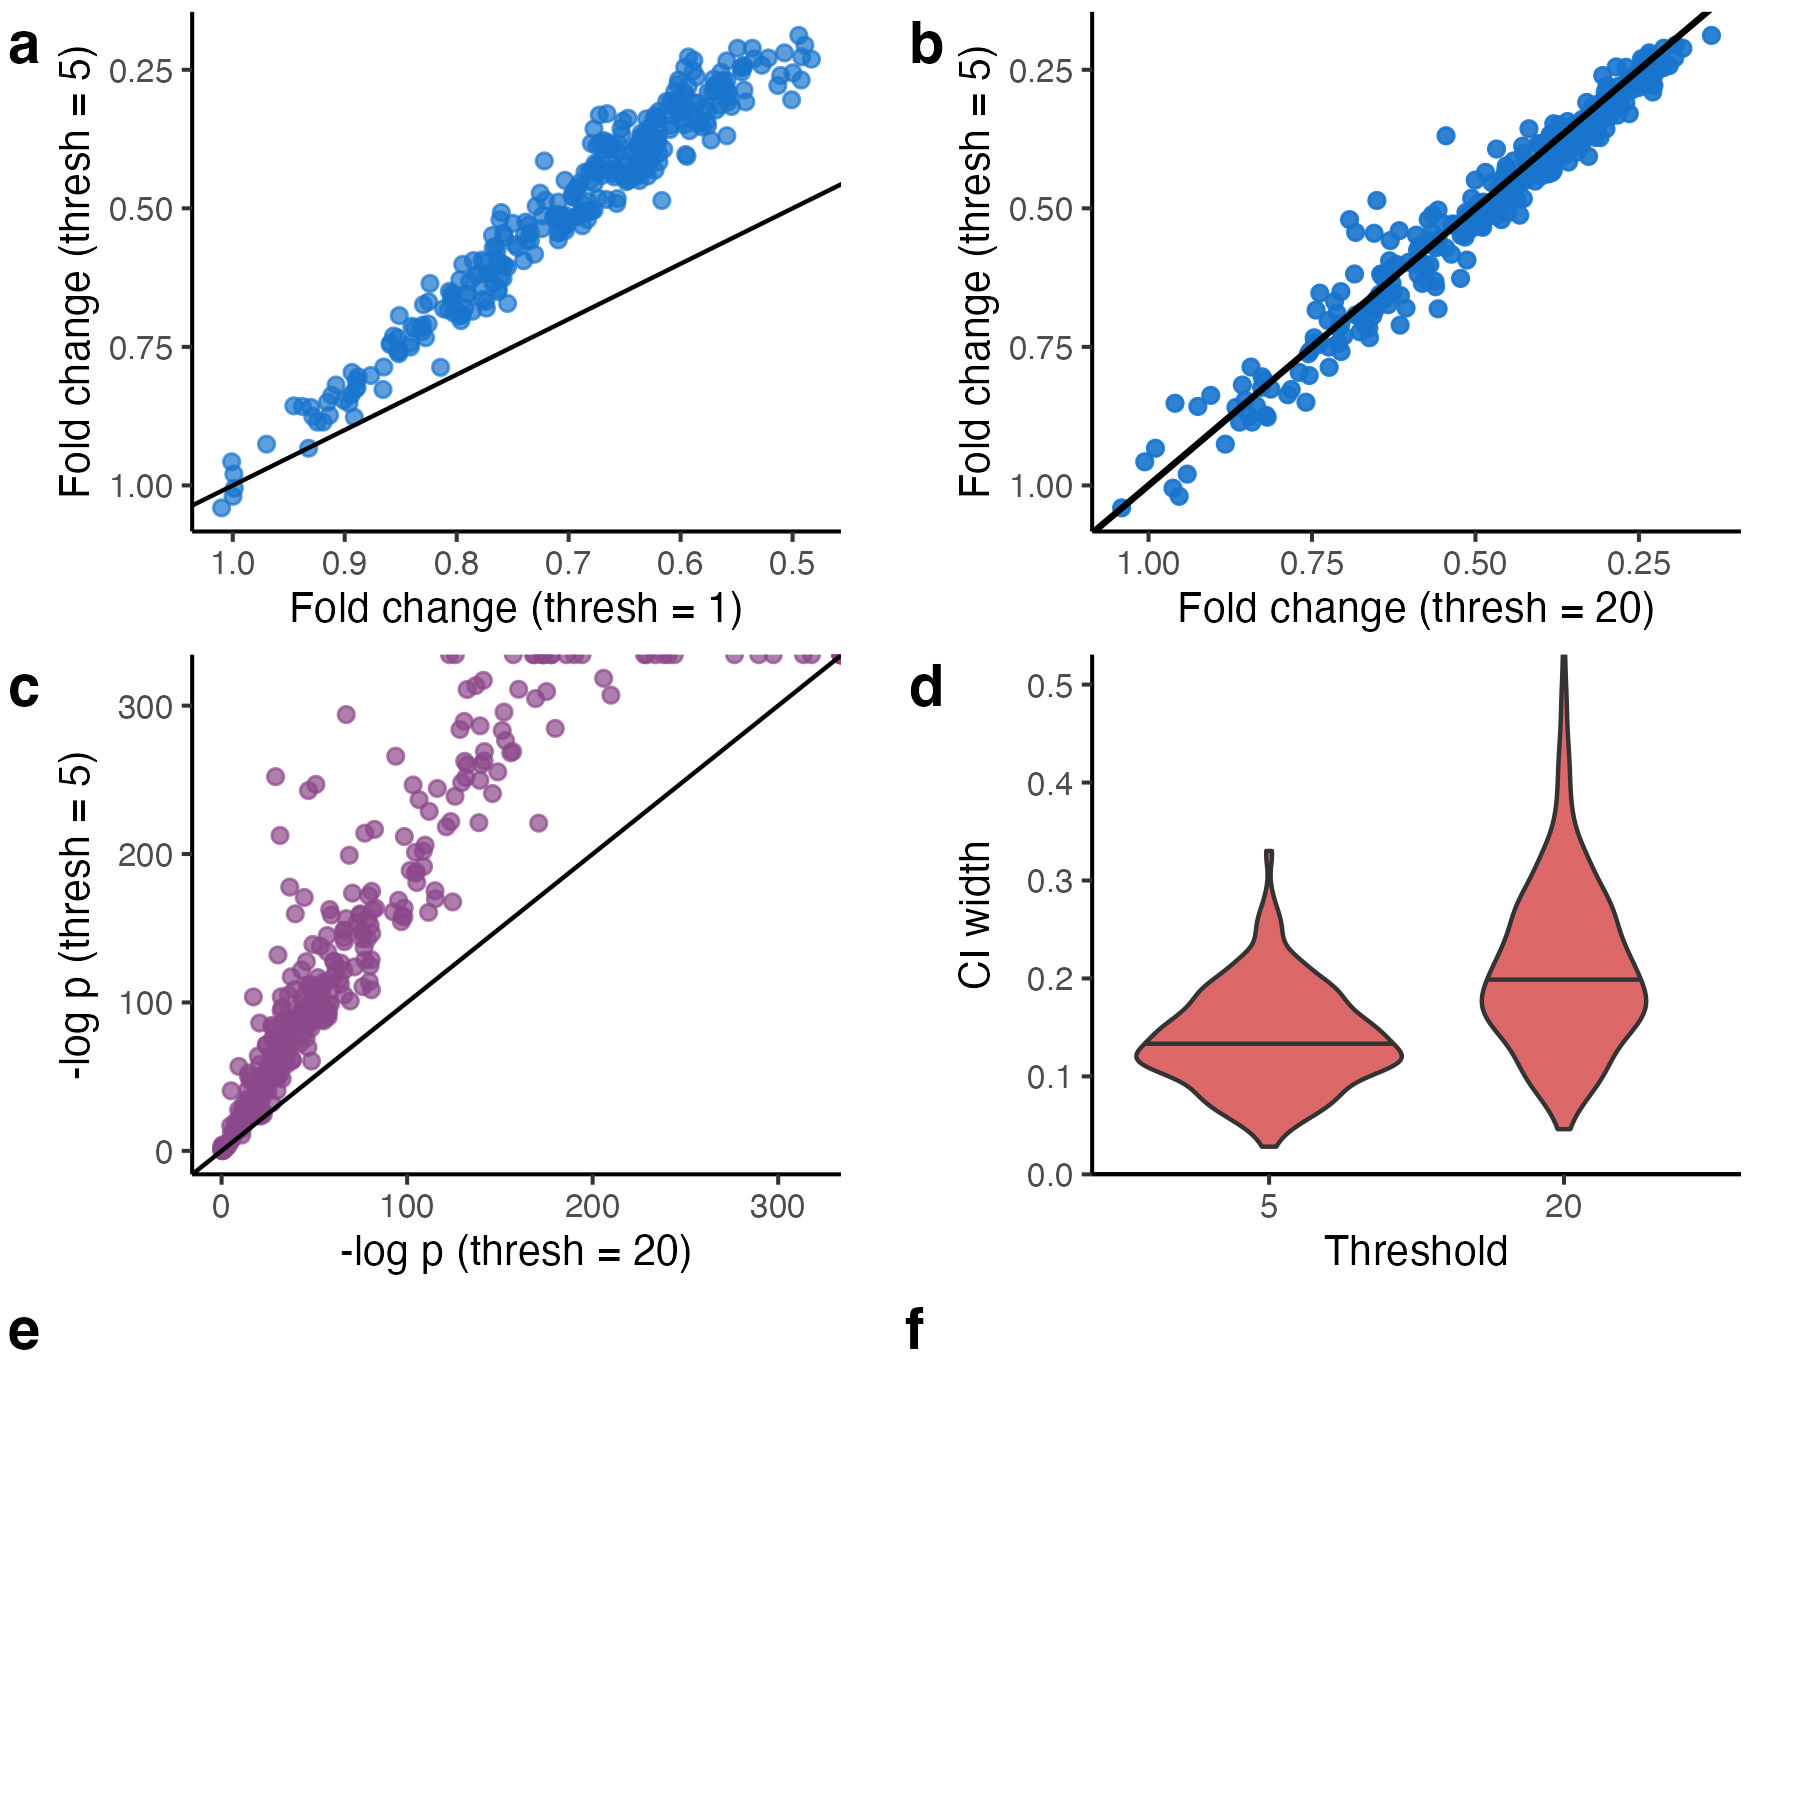 a
Fold change (thresh = 5)
0.25
0.50
0.75
1.00
1.0 0.9 0.8 0.7 0.6 0.5
Fold change (thresh = 1)
b
Fold change (thresh = 5)
0.25
0.50
0.75
1.00
1.00 0.75 0.50 0.25
Fold change (thresh = 20)
c
-log p (thresh = 5)
300
200
100
0
0 100 200 300
-log p (thresh = 20)
d
CI width
0.5
0.4
0.3
0.2
0.1
0.0
5 20
Threshold
e
f